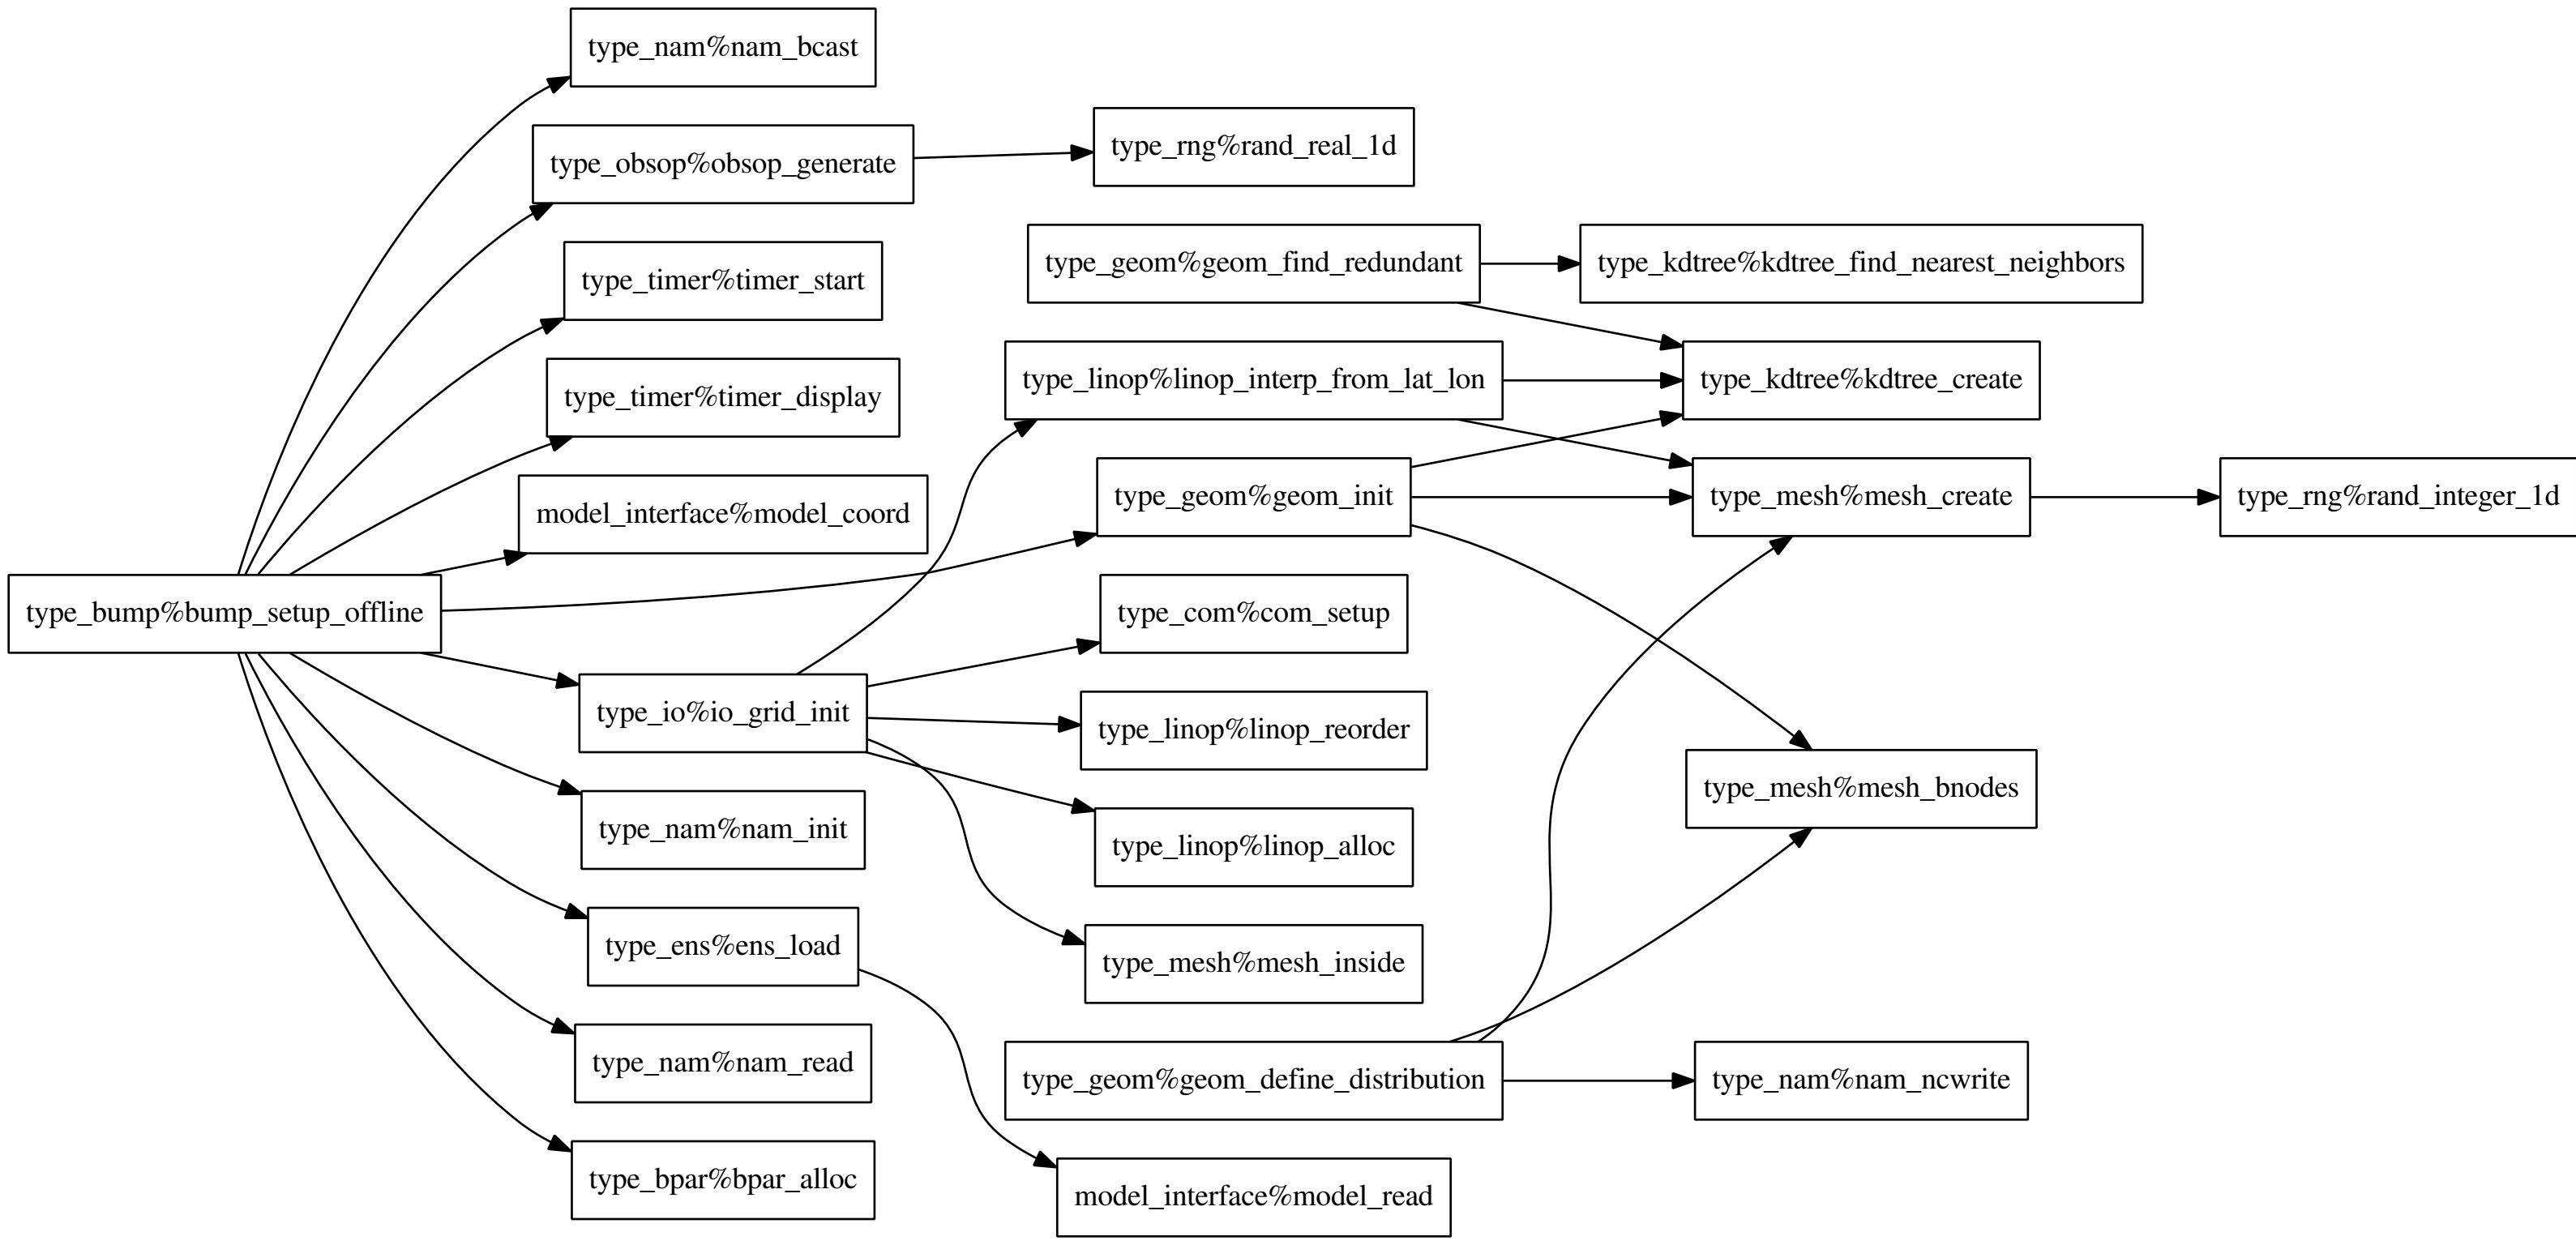 type_nam%nam_bcast
type_obsop%obsop_generate
type_rng%rand_real_1d
type_timer%timer_start
type_geom%geom_find_redundant
type_kdtree%kdtree_find_nearest_neighbors
type_timer%timer_display
type_linop%linop_interp_from_lat_lon
type_kdtree%kdtree_create
model_interface%model_coord
type_geom%geom_init
type_mesh%mesh_create
type_rng%rand_integer_1d
type_bump%bump_setup_offline
type_com%com_setup
type_io%io_grid_init
type_linop%linop_reorder
type_mesh%mesh_bnodes
type_nam%nam_init
type_linop%linop_alloc
type_ens%ens_load
type_mesh%mesh_inside
type_nam%nam_read
type_geom%geom_define_distribution
type_nam%nam_ncwrite
type_bpar%bpar_alloc
model_interface%model_read